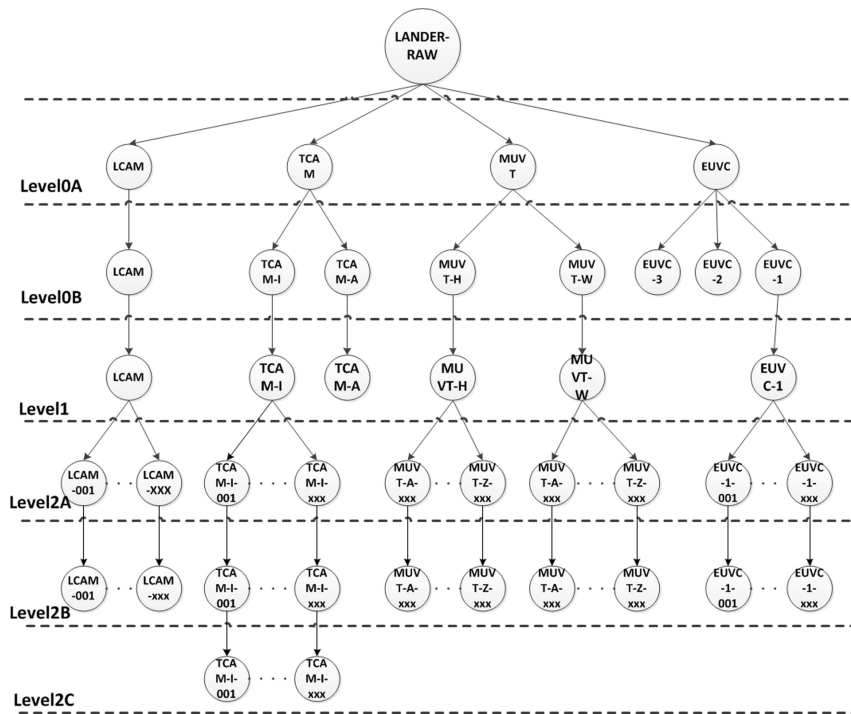 LANDER-
RAW
LCAM
TCA
M
MUV
T
EUVC
Level0A
LCAM
TCA
M-I
TCA
M-A
MUV
T-H
MUV
T-W
EUVC
-3
EUVC
-2
EUVC
-1
Level0B
LCAM
TCA
M-I
TCA
M-A
MU
VT-H
MU
VT-
W
EUV
C-1
Level1
LCAM
-001
· · ·
LCAM
-XXX
TCA
M-I-
001
· · · ·
TCA
M-I-
xxx
MUV
T-A-
xxx
· · ·
MUV
T-Z-
xxx
MUV
T-A-
xxx
· · · ·
MUV
T-Z-
xxx
EUVC
-1-
001
· · ·
EUVC
-1-
xxx
Level2A
LCAM
-001
· · ·
LCAM
-xxx
TCA
M-I-
001
· · · ·
TCA
M-I-
xxx
MUV
T-A-
xxx
· · ·
MUV
T-Z-
xxx
MUV
T-A-
xxx
· · · ·
MUV
T-Z-
xxx
EUVC
-1-
001
· · ·
EUVC
-1-
xxx
Level2B
TCA
M-I-
001
· · · ·
TCA
M-I-
xxx
Level2C